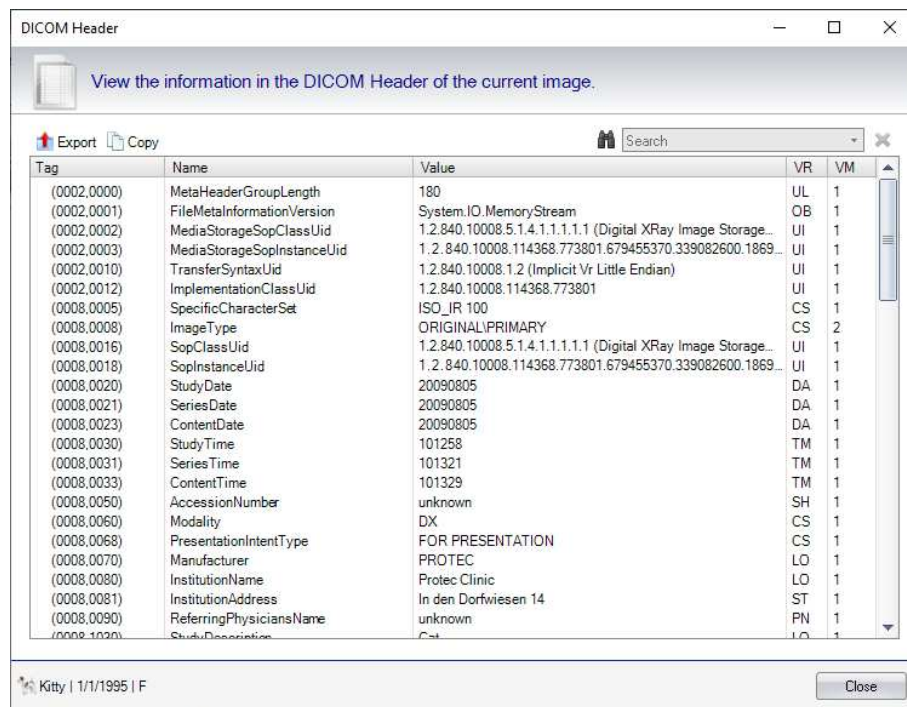 DICOM Header
View the information in the DICOM Header of the current image.
Export Copy Search
Tag Name Value VR VM
(0002,0000) MetaHeaderGroupLength 180 UL 1
(0002,0001) FileMetaInformationVersion System.IO.MemoryStream OB 1
(0002,0002) MediaStorageSopClassUid 1.2.840.10008.5.1.4.1.1.1.1.1 (Digital XRay Image Storage... UI 1
(0002,0003) MediaStorageSopInstanceUid 1.2.840.10008.114368.773801.679455370.339082600.1869... UI 1
(0002,0010) TransferSyntaxUid 1.2.840.10008.1.2 (Implicit Vr Little Endian) UI 1
(0002,0012) ImplementationClassUid 1.2.840.10008.114368.773801 UI 1
(0008,0005) SpecificCharacterSet ISO_IR 100 CS 1
(0008,0008) ImageType ORIGINAL\PRIMARY CS 2
(0008,0016) SopClassUid 1.2.840.10008.5.1.4.1.1.1.1.1 (Digital XRay Image Storage... UI 1
(0008,0018) SopInstanceUid 1.2.840.10008.114368.773801.679455370.339082600.1869... UI 1
(0008,0020) StudyDate 20090805 DA 1
(0008,0021) SeriesDate 20090805 DA 1
(0008,0023) ContentDate 20090805 DA 1
(0008,0030) StudyTime 101258 TM 1
(0008,0031) SeriesTime 101321 TM 1
(0008,0033) ContentTime 101329 TM 1
(0008,0050) AccessionNumber unknown SH 1
(0008,0060) Modality DX CS 1
(0008,0068) PresentationIntentType FOR PRESENTATION CS 1
(0008,0070) Manufacturer PROTEC LO 1
(0008,0080) InstitutionName Protec Clinic LO 1
(0008,0081) InstitutionAddress In den Dorfwiesen 14 ST 1
(0008,0090) ReferringPhysiciansName unknown PN 1
(0008,1030) StudyDescription Cat LO 1
Kitty | 1/1/1995 | F Close